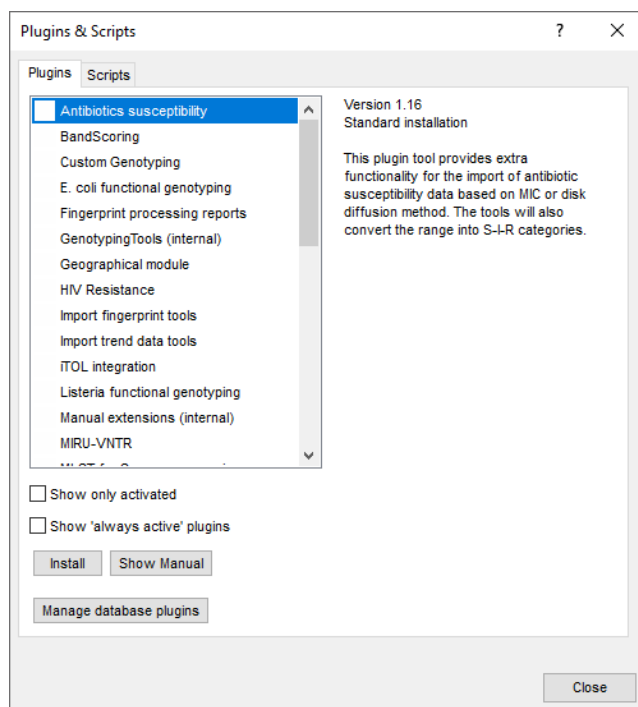 Plugins & Scripts
?
Plugins
Scripts
Antibiotics susceptibility
BandScoring
Custom Genotyping
E. coli functional genotyping
Fingerprint processing reports
GenotypingTools (internal)
Geographical module
HIV Resistance
Import fingerprint tools
Import trend data tools
iTOL integration
Listeria functional genotyping
Manual extensions (internal)
MIRU-VNTR
Version 1.16
Standard installation
This plugin tool provides extra
functionality for the import of antibiotic
susceptibility data based on MIC or disk
diffusion method. The tools will also
convert the range into S-I-R categories.
Show only activated
Show 'always active' plugins
Install
Show Manual
Manage database plugins
Close